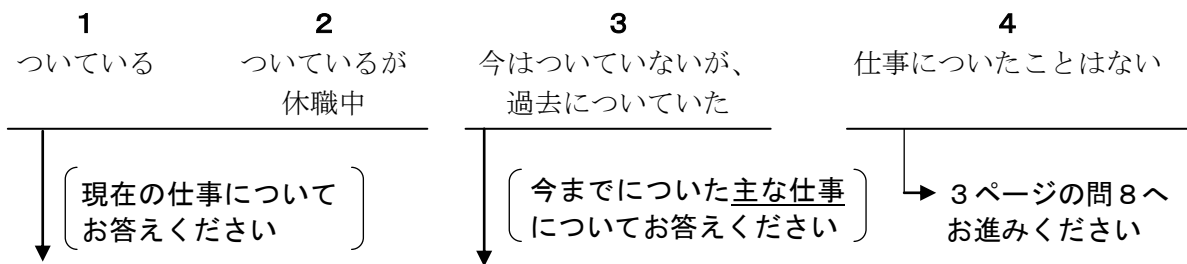 1 2 3 4
ついている ついているが 今はついていないが、 仕事についたことはない
休職中 過去についていた
現在の仕事について 今までについた主な仕事 3ページの問8へ
お答えください についてお答えください お進みください